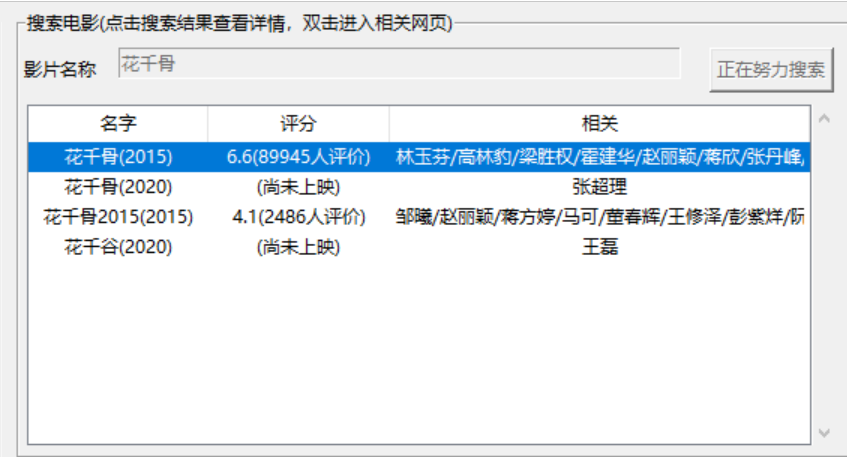 搜索电影(点击搜索结果查看详情，双击进入相关网页)
影片名称 花千骨 正在努力搜索
名字 评分 相关
花千骨(2015) 6.6(89945人评价) 林玉芬/高林豹/梁胜权/霍建华/赵丽颖/蒋欣/张丹峰/
花千骨(2020) (尚未上映) 张超理
花千骨2015(2015) 4.1(2486人评价) 邹曦/赵丽颖/蒋方婷/马可/董春辉/王修泽/彭紫烊/阮
花千谷(2020) (尚未上映) 王磊